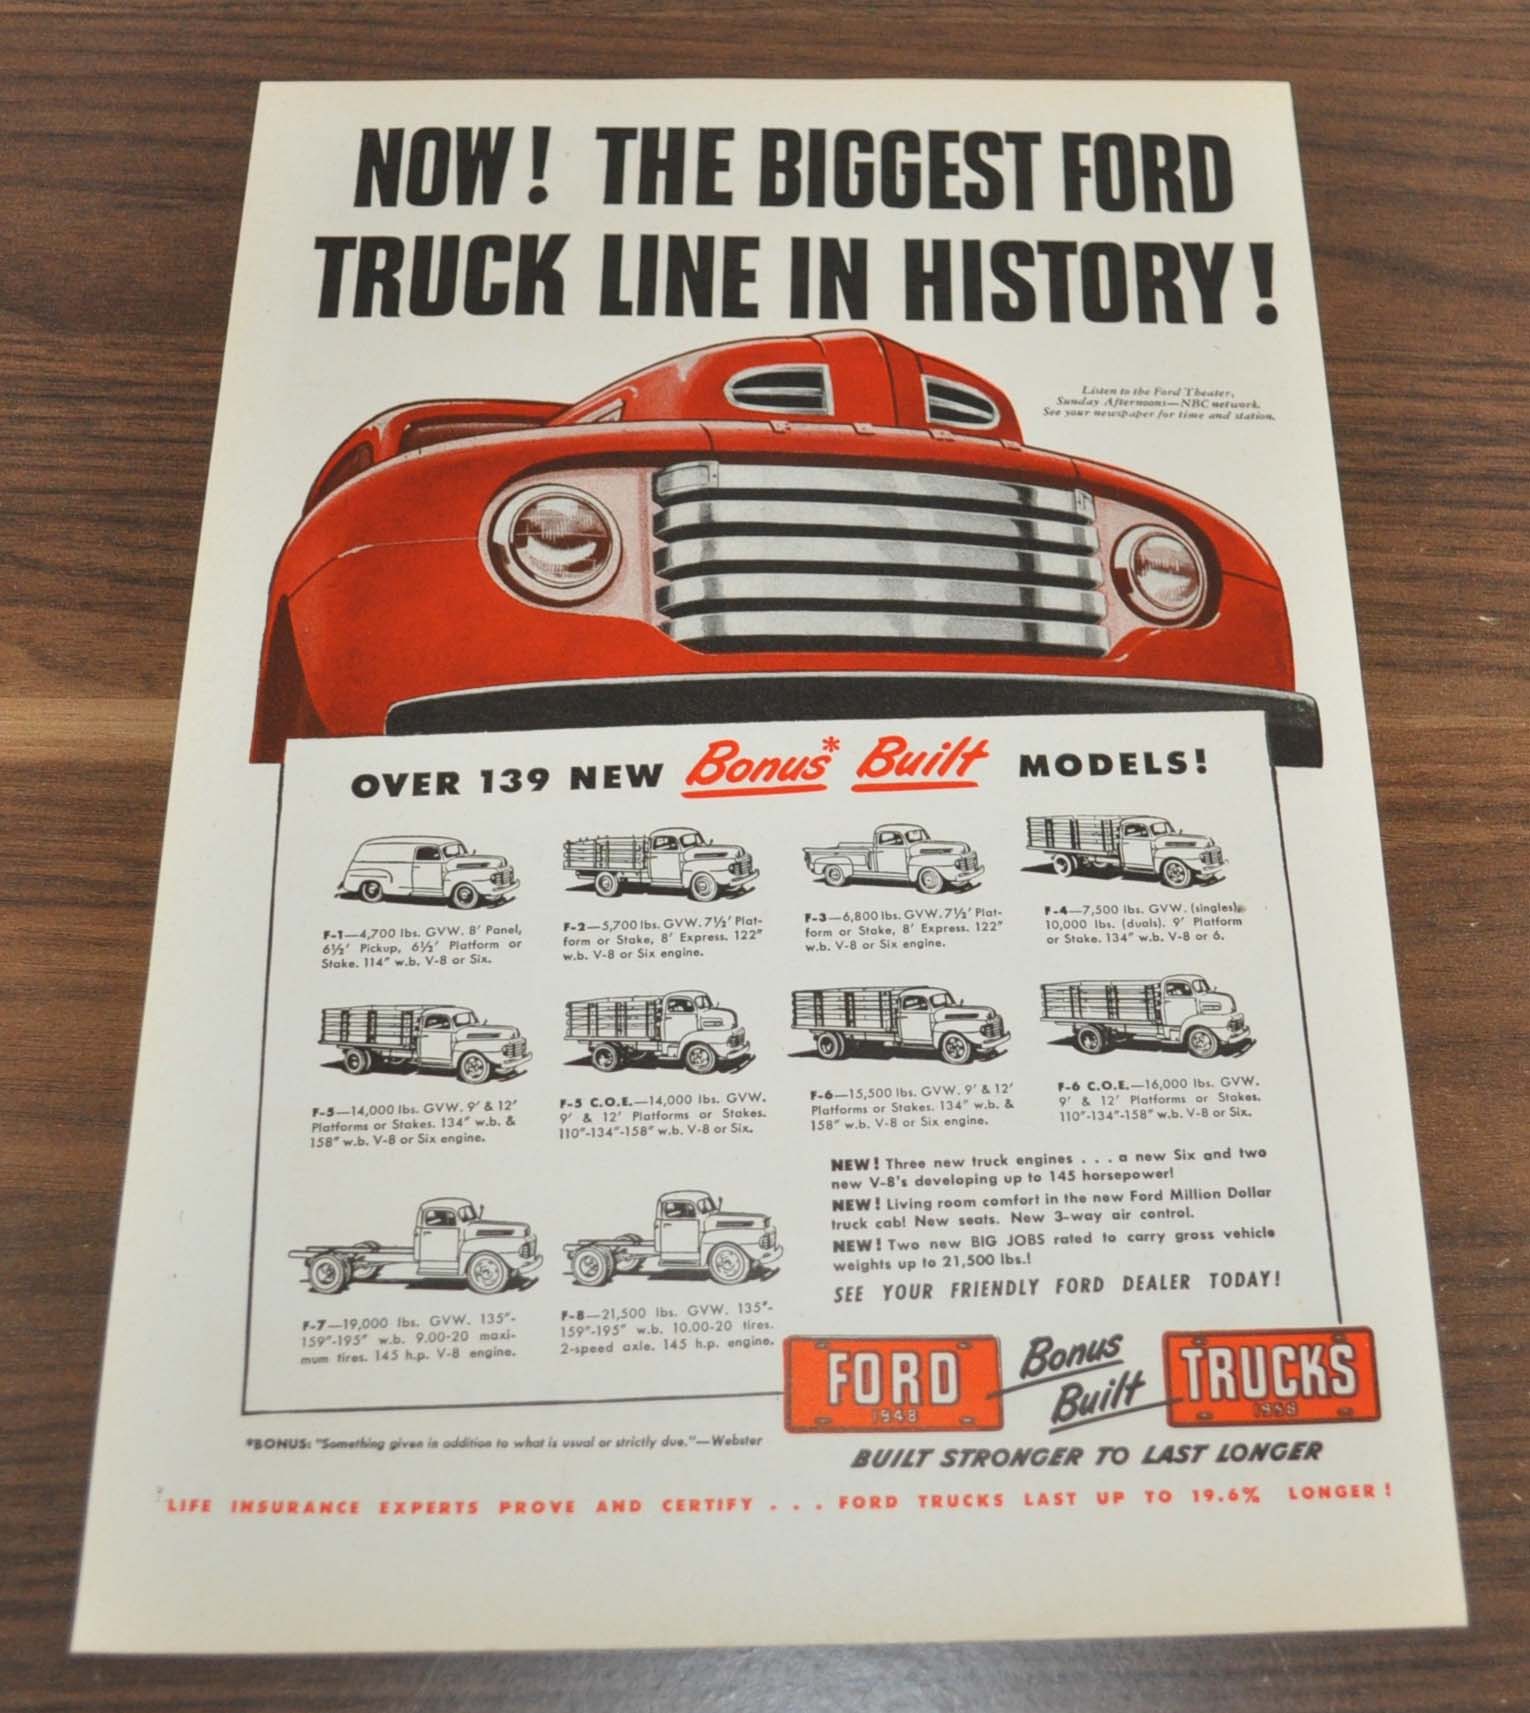 NOW! THE BIGGEST FORD
TRUCK LINE IN HISTORY!
Listen to the Ford Theater,
Sunday Afternoons—NBC network.
See your newspaper for time and station.
OVER 139 NEW Bonus* Built MODELS!
F-1—4,700 lbs. GVW. 8' Panel,
6½' Pickup, 6½' Platform or
Stake. 114" w.b. V-8 or Six.
F-2—5,700 lbs. GVW. 7½' Plat-
form or Stake, 8' Express. 122"
w.b. V-8 or Six engine.
F-3—6,800 lbs. GVW. 7½' Plat-
form or Stake, 8' Express. 122"
w.b. V-8 or Six engine.
F-4—7,500 lbs. GVW. (singles),
10,000 lbs. (duals). 9' Platform
or Stake. 134" w.b. V-8 or 6.
F-5—14,000 lbs. GVW. 9' & 12'
Platforms or Stakes. 134" w.b. &
158" w.b. V-8 or Six engine.
F-5 C.O.E.—14,000 lbs. GVW.
9' & 12' Platforms or Stakes.
110"-134"-158" w.b. V-8 or Six.
F-6—15,500 lbs. GVW. 9' & 12'
Platforms or Stakes. 134" w.b. &
158" w.b. V-8 or Six engine.
F-6 C.O.E.—16,000 lbs. GVW.
9' & 12' Platforms or Stakes.
110"-134"-158" w.b. V-8 or Six.
F-7—19,000 lbs. GVW. 135"-
159"-195" w.b. 9.00-20 maxi-
mum tires. 145 h.p. V-8 engine.
F-8—21,500 lbs. GVW. 135"-
159"-195" w.b. 10.00-20 tires.
2-speed axle. 145 h.p. engine.
NEW! Three new truck engines . . . a new Six and two
new V-8's developing up to 145 horsepower!
NEW! Living room comfort in the new Ford Million Dollar
truck cab! New seats. New 3-way air control.
NEW! Two new BIG JOBS rated to carry gross vehicle
weights up to 21,500 lbs.!
SEE YOUR FRIENDLY FORD DEALER TODAY!
FORD
1948
Bonus
Built
TRUCKS
1958
*BONUS: "Something given in addition to what is usual or strictly due."—Webster
BUILT STRONGER TO LAST LONGER
LIFE INSURANCE EXPERTS PROVE AND CERTIFY . . . FORD TRUCKS LAST UP TO 19.6% LONGER!